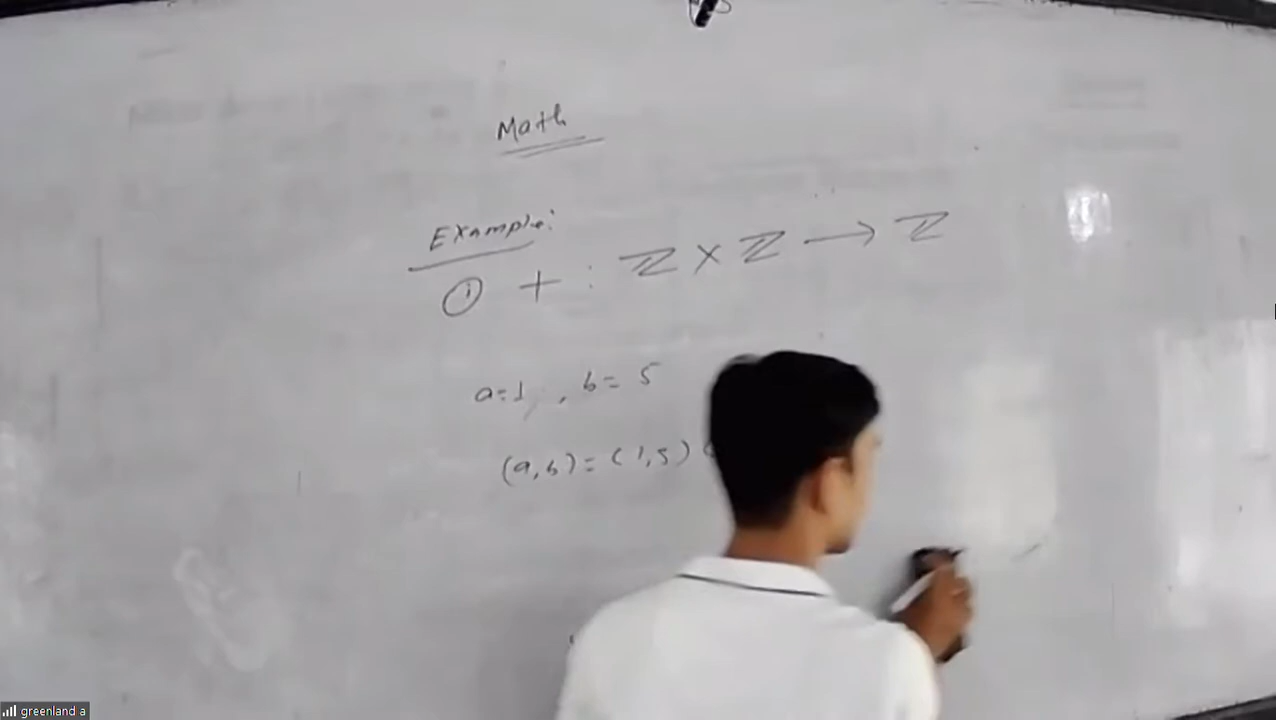 Math
Example:
① + : ℤ × ℤ → ℤ
a=1, , b = 5
(a,b) = (1,5)
greenland a